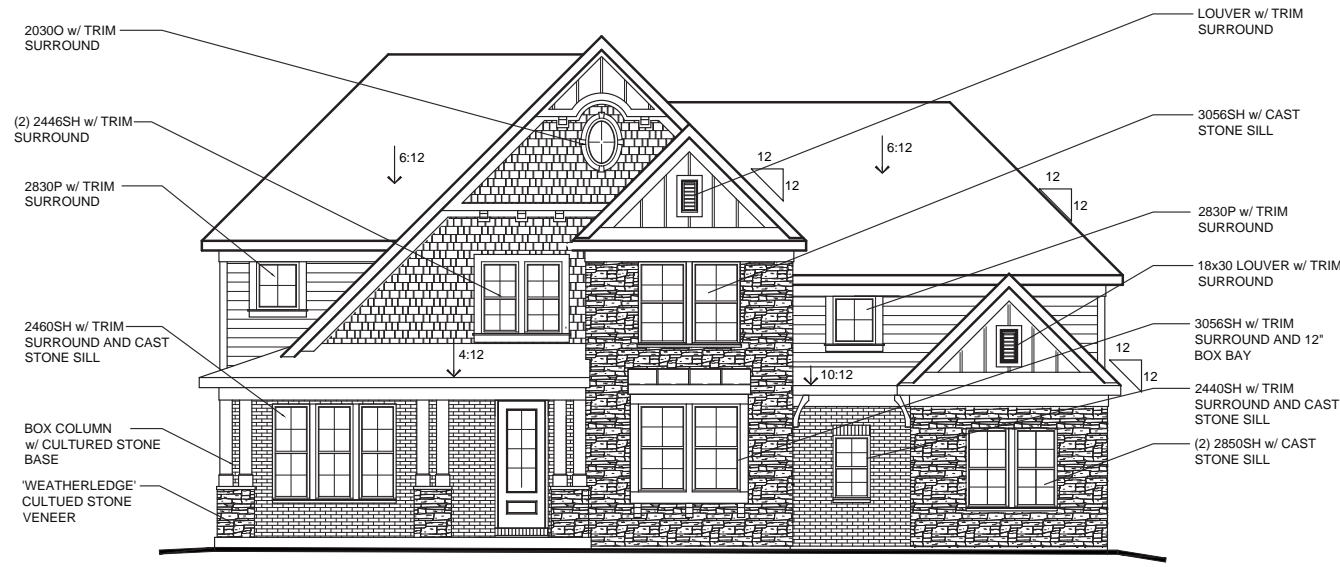 2030O w/ TRIM
SURROUND
(2) 2446SH w/ TRIM
SURROUND
2830P w/ TRIM
SURROUND
2460SH w/ TRIM
SURROUND AND CAST
STONE SILL
BOX COLUMN
w/ CULTURED STONE
BASE
'WEATHERLEDGE'
CULTUED STONE
VENEER
6:12
4:12
12
12
6:12
12
12
10:12
12
12
LOUVER w/ TRIM
SURROUND
3056SH w/ CAST
STONE SILL
2830P w/ TRIM
SURROUND
18x30 LOUVER w/ TRIM
SURROUND
3056SH w/ TRIM
SURROUND AND 12"
BOX BAY
2440SH w/ TRIM
SURROUND AND CAST
STONE SILL
(2) 2850SH w/ CAST
STONE SILL